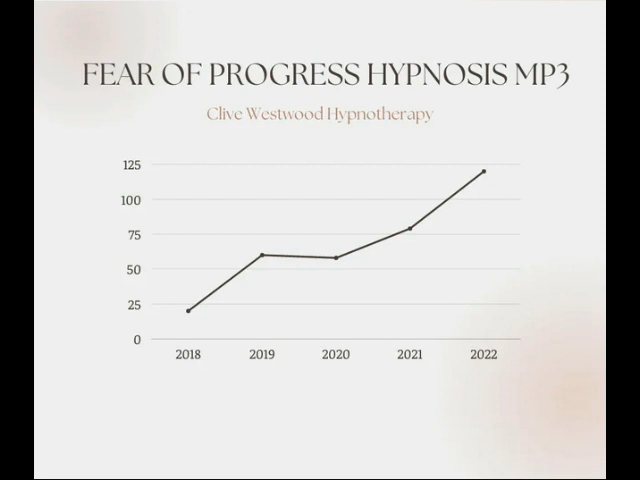 FEAR OF PROGRESS HYPNOSIS MP3
Clive Westwood Hypnotherapy
125
100
75
50
25
0
2018 2019 2020 2021 2022